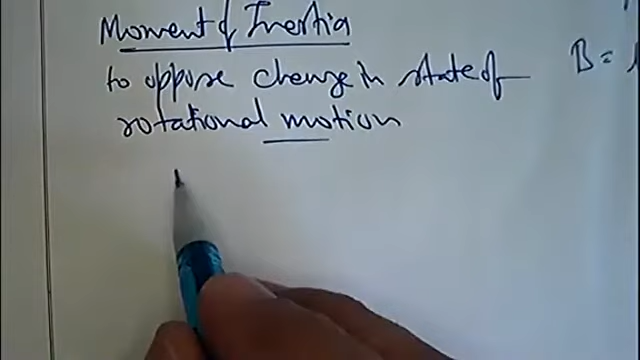 Moment of Inertia
to oppose change in state of
rotational motion
B =